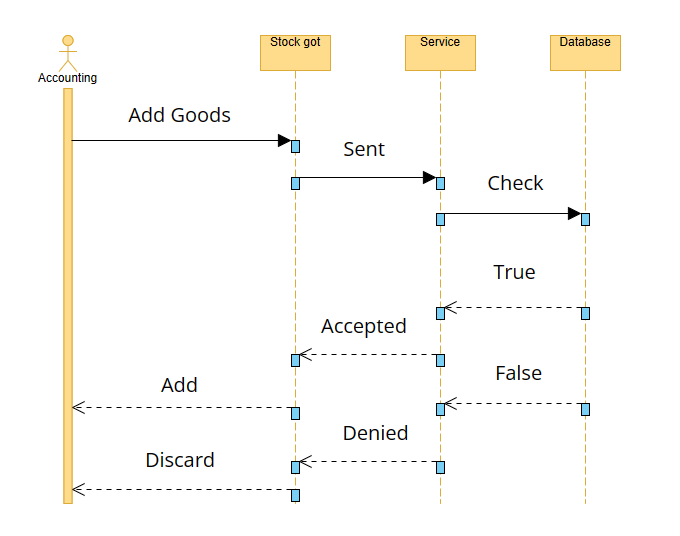 Stock got
Service
Database
Accounting
Add Goods
Sent
Check
True
Accepted
False
Add
Denied
Discard